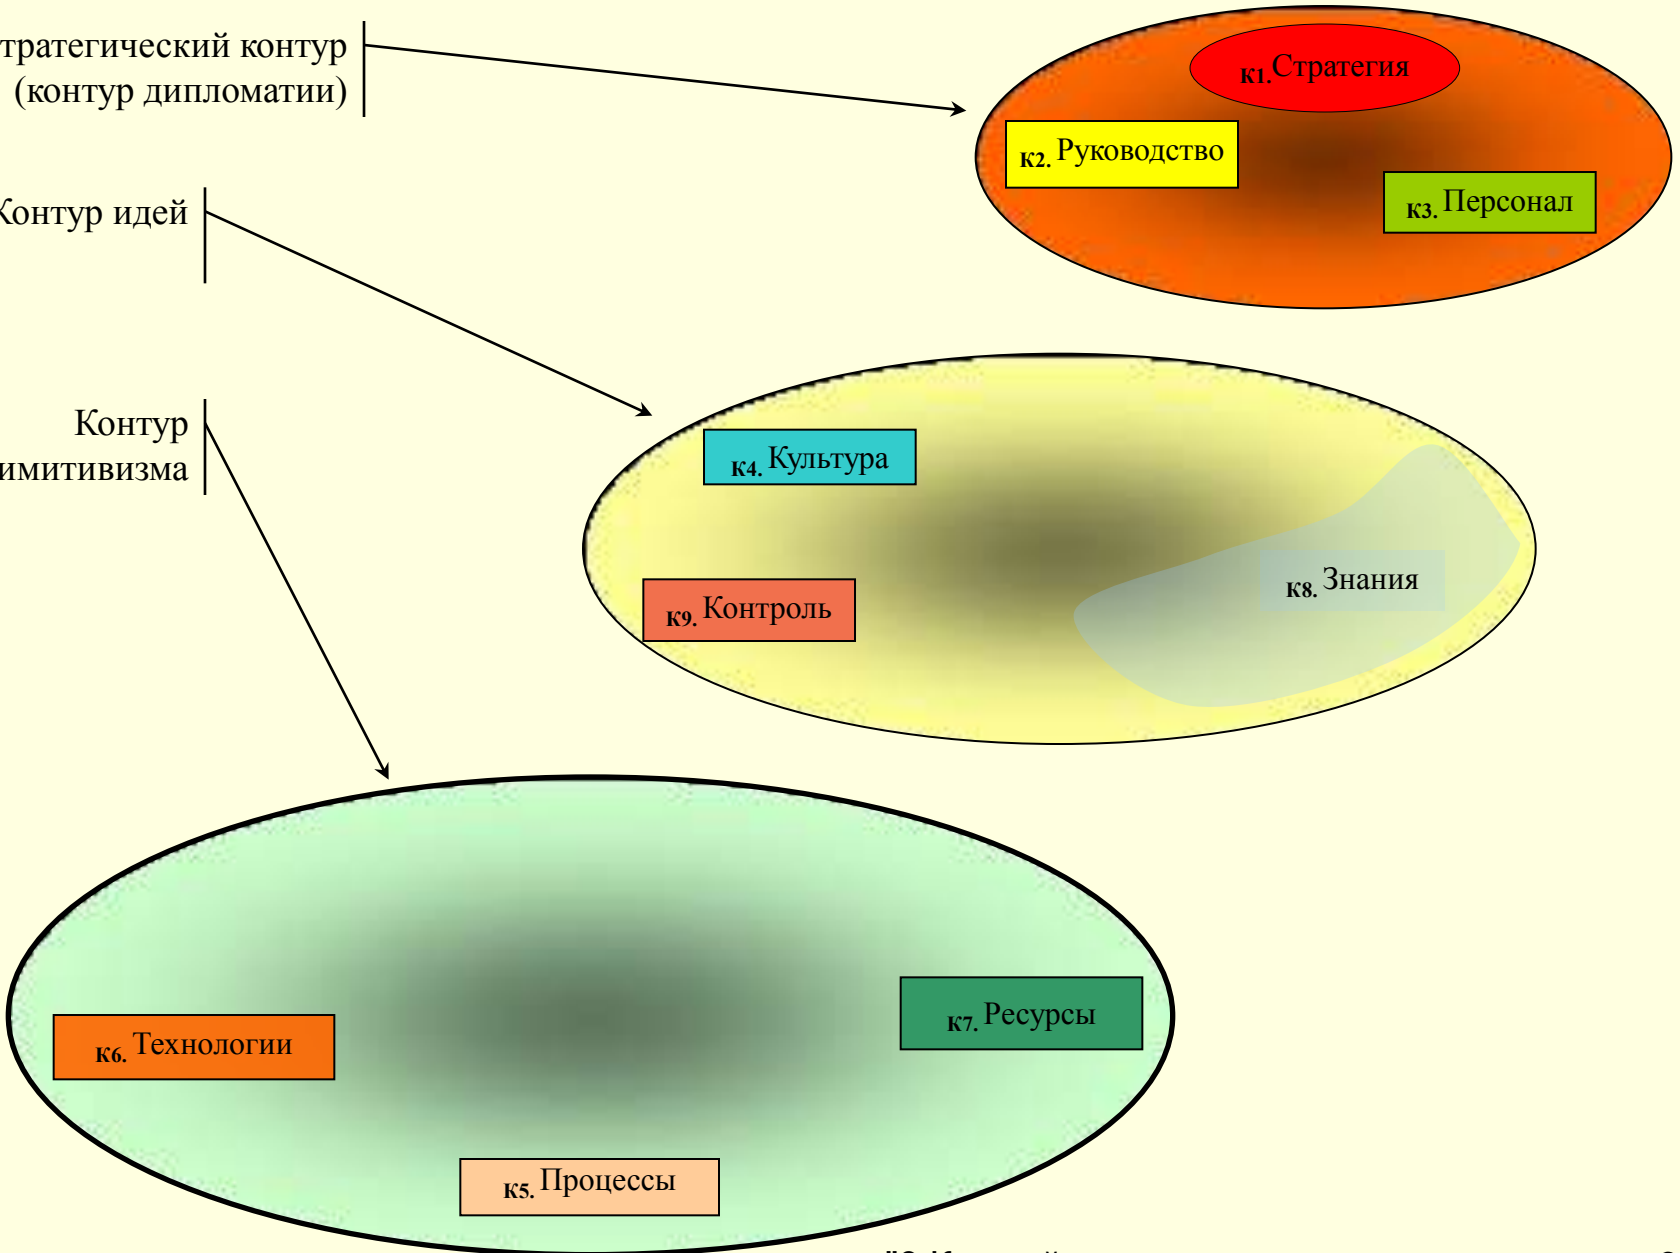 тратегический контур
(контур дипломатии)
К1.Стратегия
К2. Руководство
К3. Персонал
Контур идей
К4. Культура
К8. Знания
К9. Контроль
Контур
имитивизма
К6. Технологии
К7. Ресурсы
К5. Процессы